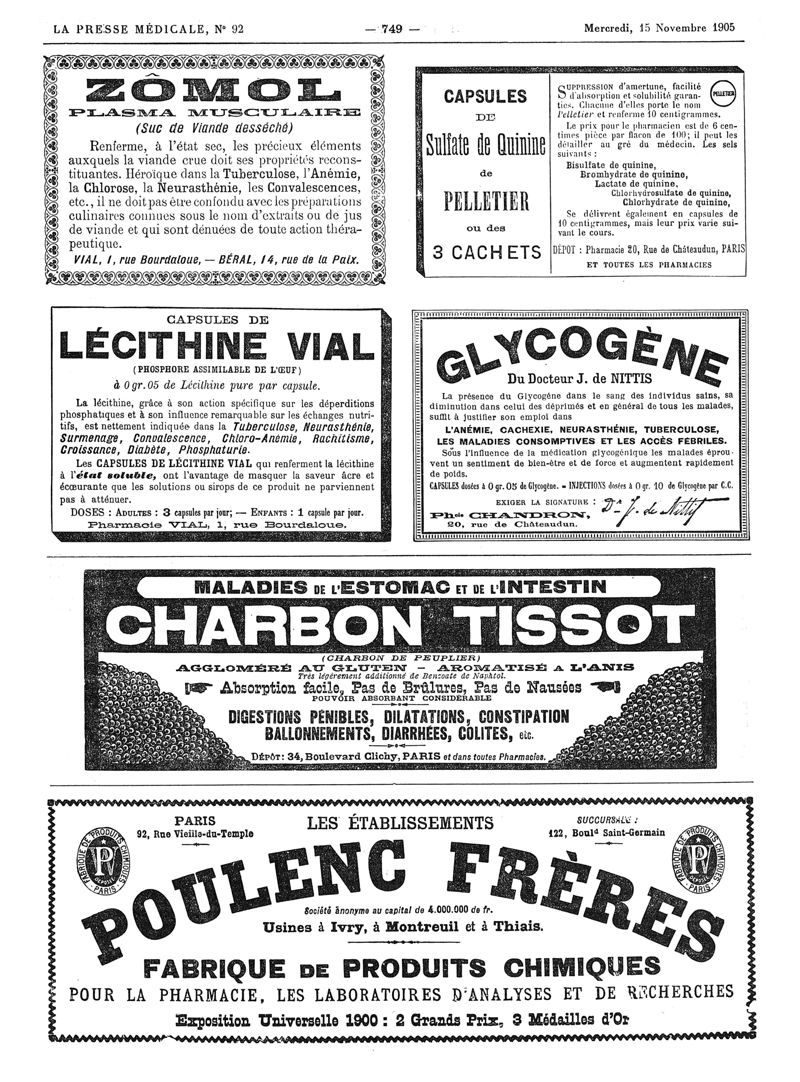 LA PRESSE MÉDICALE, N° 92
— 749 —
Mercredi, 15 Novembre 1905
ZÔMOL
PLASMA MUSCULAIRE
(Suc de Viande desséché)
Renferme, à l'état sec, les précieux éléments
auxquels la viande crue doit ses propriétés recons-
tituantes. Héroïque dans la Tuberculose, l'Anémie,
la Chlorose, la Neurasthénie, les Convalescences,
etc., il ne doit pas être confondu avec les préparations
culinaires connues sous le nom d'extraits ou de jus
de viande et qui sont dénuées de toute action théra-
peutique.
VIAL, 1, rue Bourdaloue, — BÉRAL, 14, rue de la Paix.
CAPSULES
DE
Sulfate de Quinine
de
PELLETIER
ou des
3 CACHETS
SUPPRESSION d'amertune, facilité
d'absorption et solubilité garan-
ties. Chacune d'elles porte le nom
Pelletier et renferme 10 centigrammes.
PELLETIER
Le prix pour le pharmacien est de 6 cen-
times pièce par flacon de 100; il peut les
détailler au gré du médecin. Les sels
suivants :
Bisulfate de quinine,
Bromhydrate de quinine,
Lactate de quinine,
Chlorhydrosulfate de quinine,
Chlorhydrate de quinine,
Se délivrent également en capsules de
10 centigrammes, mais leur prix varie sui-
vant le cours.
DÉPOT : Pharmacie 20, Rue de Châteaudun, PARIS
ET TOUTES LES PHARMACIES
CAPSULES DE
LÉCITHINE VIAL
(PHOSPHORE ASSIMILABLE DE L'ŒUF)
à 0 gr. 05 de Lécithine pure par capsule.
La lécithine, grâce à son action spécifique sur les déperditions
phosphatiques et à son influence remarquable sur les échanges nutri-
tifs, est nettement indiquée dans la Tuberculose, Neurasthénie,
Surmenage, Convalescence, Chloro-Anémie, Rachitisme,
Croissance, Diabète, Phosphaturie.
Les CAPSULES DE LÉCITHINE VIAL qui renferment la lécithine
à l'état soluble, ont l'avantage de masquer la saveur âcre et
écœurante que les solutions ou sirops de ce produit ne parviennent
pas à atténuer.
DOSES : ADULTES : 3 capsules par jour; — ENFANTS : 1 capsule par jour.
Pharmacie VIAL, 1, rue Bourdaloue.
GLYCOGÈNE
Du Docteur J. de NITTIS
La présence du Glycogène dans le sang des individus sains, sa
diminution dans celui des déprimés et en général de tous les malades,
suffit à justifier son emploi dans
L'ANÉMIE, CACHEXIE, NEURASTHÉNIE, TUBERCULOSE,
LES MALADIES CONSOMPTIVES ET LES ACCÈS FÉBRILES.
Sous l'influence de la médication glycogénique les malades éprou-
vent un sentiment de bien-être et de force et augmentent rapidement
de poids.
CAPSULES dosées à 0 gr. 05 de Glycogène. = INJECTIONS dosées à 0 gr. 10 de Glycogène par C.C.
EXIGER LA SIGNATURE : Dr J. de Nittis
Phcie CHANDRON,
20, rue de Châteaudun.
MALADIES DE L'ESTOMAC ET DE L'INTESTIN
CHARBON TISSOT
(CHARBON DE PEUPLIER)
AGGLOMÉRÉ AU GLUTEN - AROMATISÉ A L'ANIS
Très légèrement additionné de Benzoate de Naphtol.
Absorption facile, Pas de Brûlures, Pas de Nausées
POUVOIR ABSORBANT CONSIDÉRABLE
DIGESTIONS PÉNIBLES, DILATATIONS, CONSTIPATION
BALLONNEMENTS, DIARRHÉES, COLITES, etc.
DÉPÔT: 34, Boulevard Clichy, PARIS et dans toutes Pharmacies.
PARIS
92, Rue Vieille-du-Temple
LES ÉTABLISSEMENTS
SUCCURSALE :
122, Bould Saint-Germain
FABRIQUE DE PRODUITS CHIMIQUES
PARIS
FABRIQUE DE PRODUITS CHIMIQUES
PARIS
POULENC FRÈRES
Société anonyme au capital de 4.000.000 de fr.
Usines à Ivry, à Montreuil et à Thiais.
FABRIQUE DE PRODUITS CHIMIQUES
POUR LA PHARMACIE, LES LABORATOIRES D'ANALYSES ET DE RECHERCHES
Exposition Universelle 1900 : 2 Grands Prix, 3 Médailles d'Or